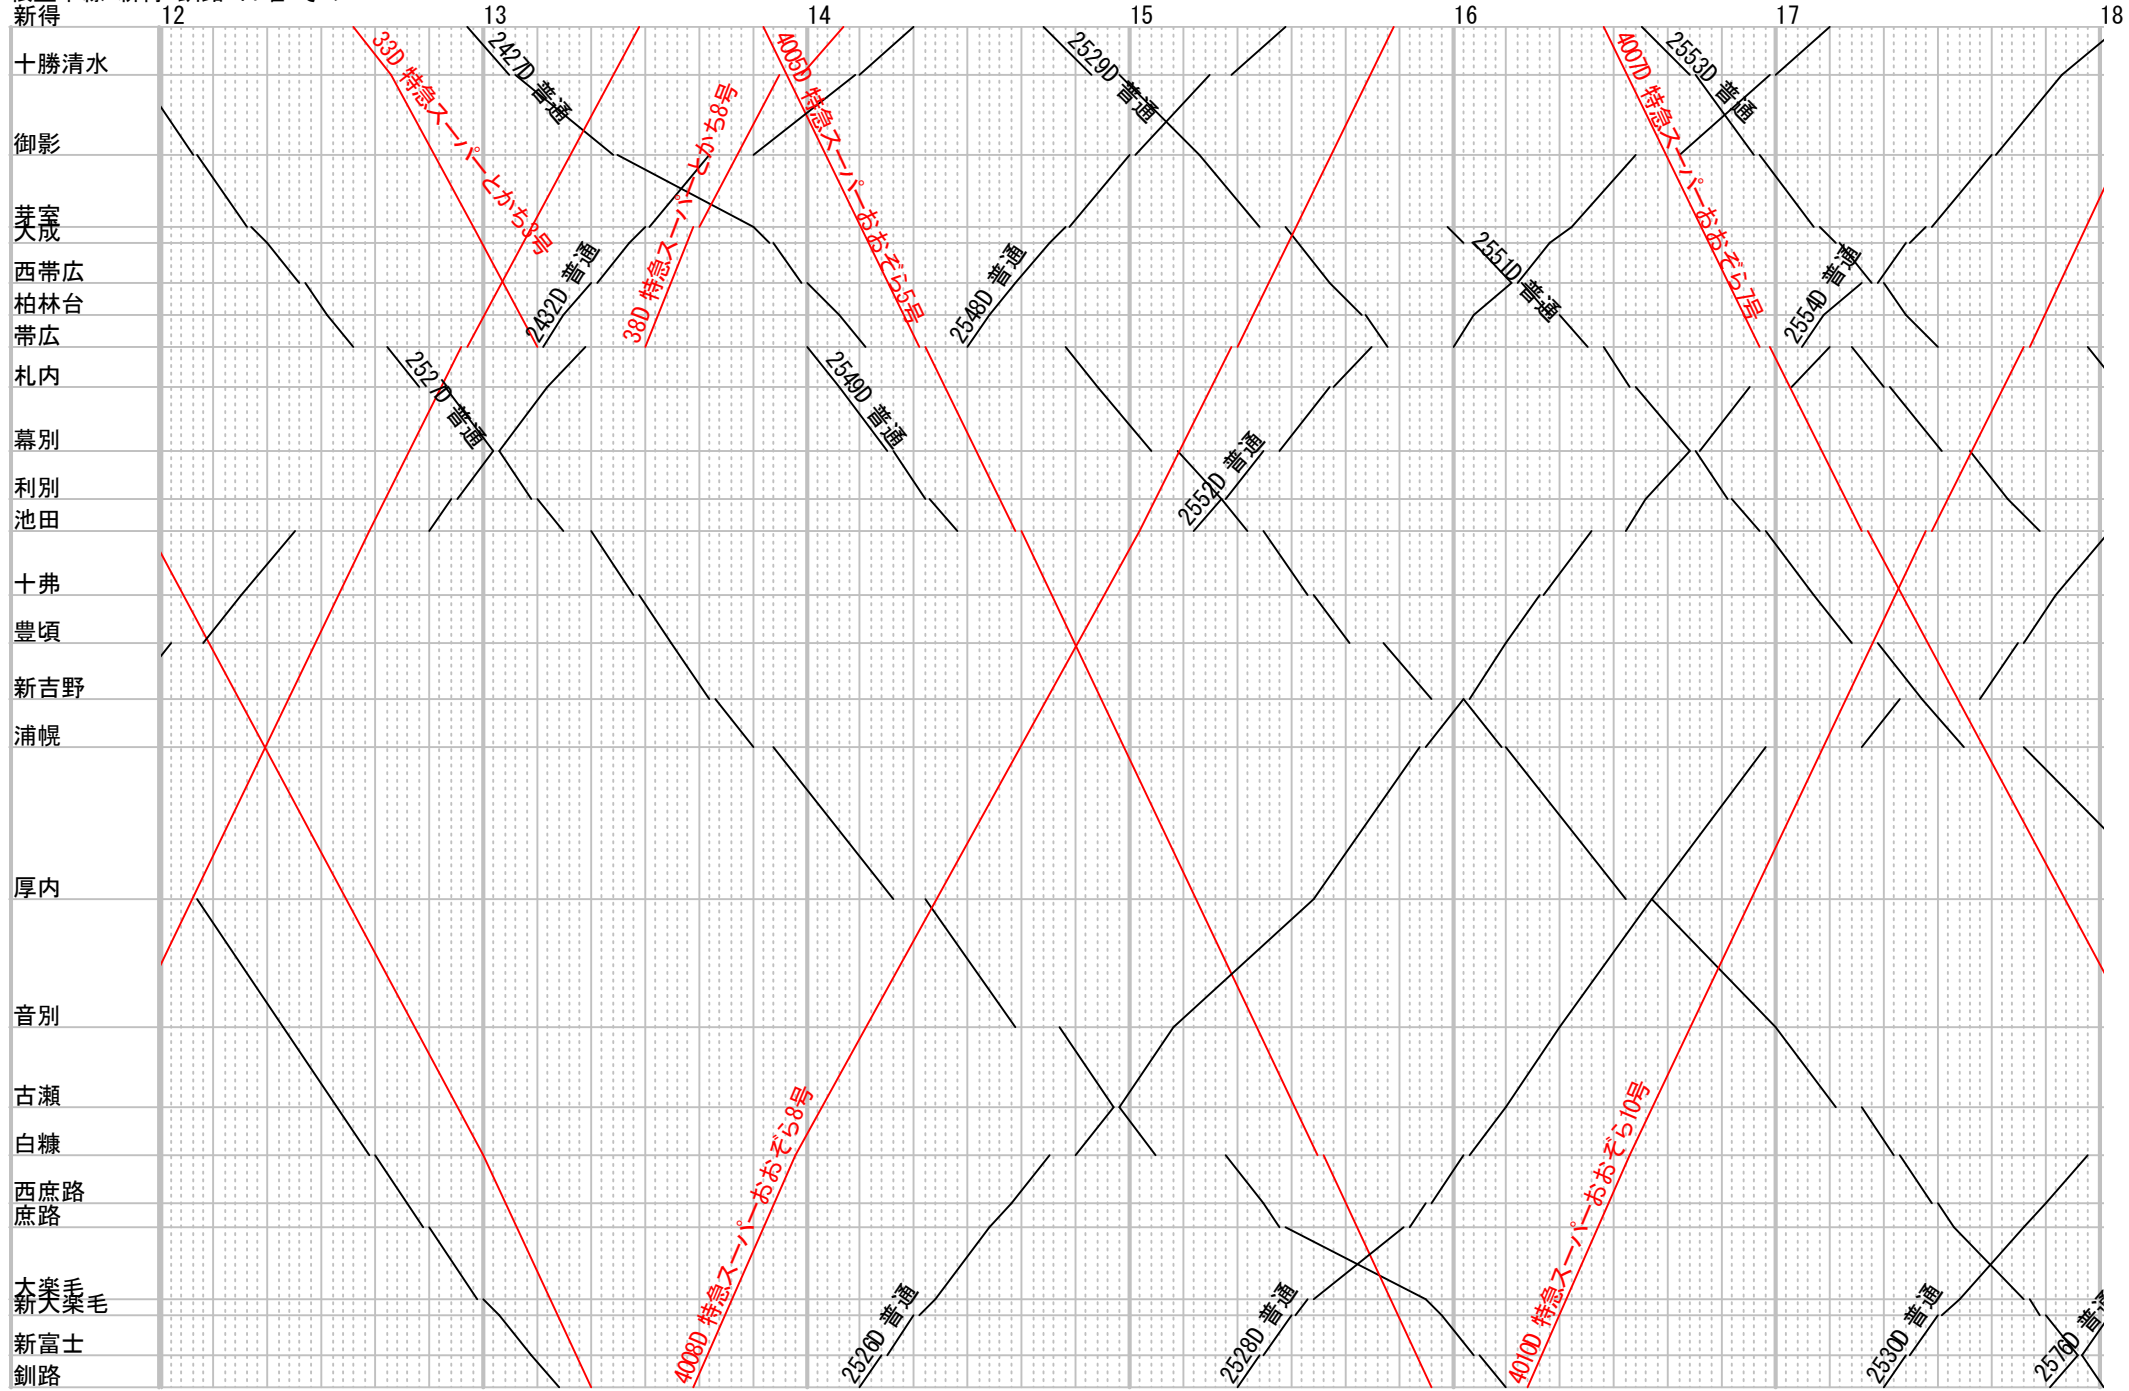 12 13 14 15 16 17 18
新得
十勝清水
御影
芽室
大成
西帯広
柏林台
帯広
札内
幕別
利別
池田
十弗
豊頃
新吉野
浦幌
厚内
音別
古瀬
白糠
西庶路
庶路
大楽毛
新大楽毛
新富士
釧路
33D 特急スーパーとかち3号
2427D 普通
4005D 特急スーパーおおぞら5号
2529D 普通
4007D 特急スーパーおおぞら7号
2553D 普通
2432D 普通
38D 特急スーパーとかち8号
2548D 普通
2551D 普通
2554D 普通
2527D 普通
2549D 普通
2552D 普通
4008D 特急スーパーおおぞら8号
2526D 普通
2528D 普通
4010D 特急スーパーおおぞら10号
2530D 普通
2576D 普通